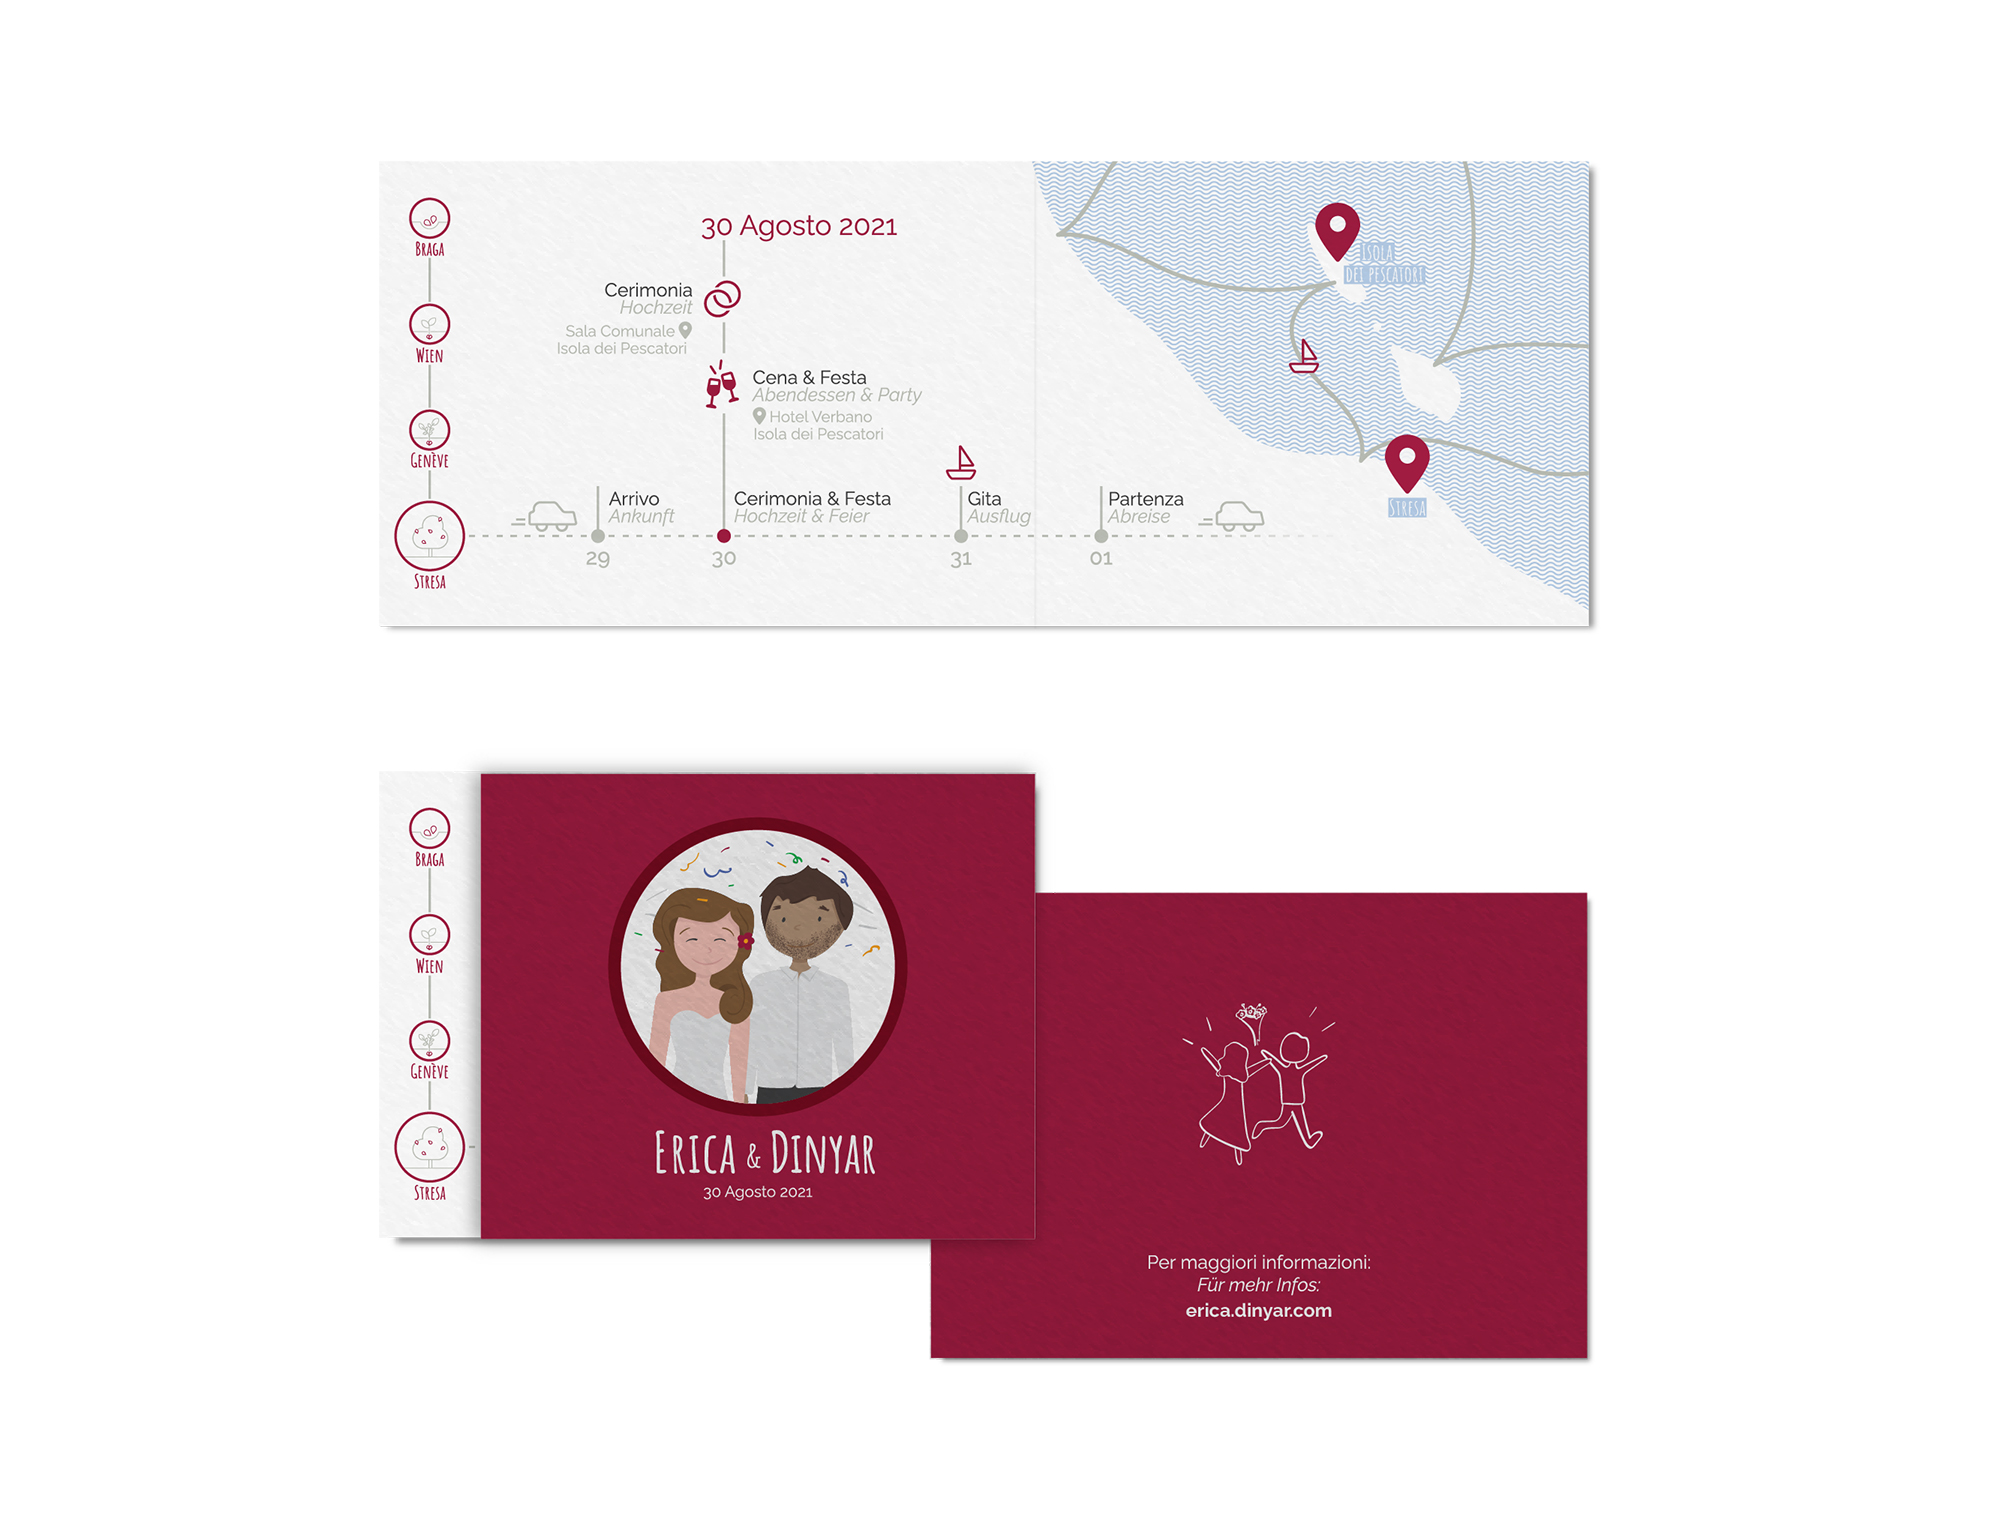 BRAGA
WIEN
GENÈVE
STRESA
30 Agosto 2021
Cerimonia
Hochzeit
Sala Comunale
Isola dei Pescatori
Cena & Festa
Abendessen & Party
Hotel Verbano
Isola dei Pescatori
Arrivo
Ankunft
29
Cerimonia & Festa
Hochzeit & Feier
30
Gita
Ausflug
31
Partenza
Abreise
01
ISOLA
DEI PESCATORI
STRESA
BRAGA
WIEN
GENÈVE
STRESA
ERICA & DINYAR
30 Agosto 2021
Per maggiori informazioni:
Für mehr Infos:
erica.dinyar.com